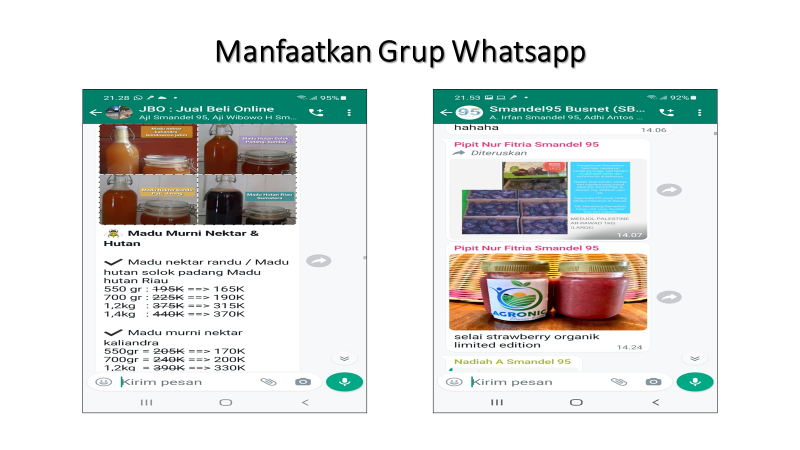 Manfaatkan Grup Whatsapp
21.28 95%
JBO : Jual Beli Online
Ajl Smandel 95, Aji Wibowo H Sm...
Madu Murni Nektar &
Hutan
Madu nektar randu / Madu
hutan solok padang Madu
hutan Riau
550 gr : 195K ==> 165K
700 gr : 225K ==> 190K
1,2kg : 375K ==> 315K
1,4kg : 440K ==> 370K
Madu murni nektar
kaliandra
550gr = 205K ==> 170K
700gr = 240K ==> 200K
1,2kg = 390K ==> 330K
Kirim pesan
21.53 92%
95
Smandel95 Busnet (SB...
A. Irfan Smandel 95, Adhi Antos ...
hahaha
14.06
Pipit Nur Fitria Smandel 95
Diteruskan
MEDJOL PALESTINE
14.07
Pipit Nur Fitria Smandel 95
AGRONIC
selai strawberry organik
limited edition
14.24
Nadiah A Smandel 95
Kirim pesan